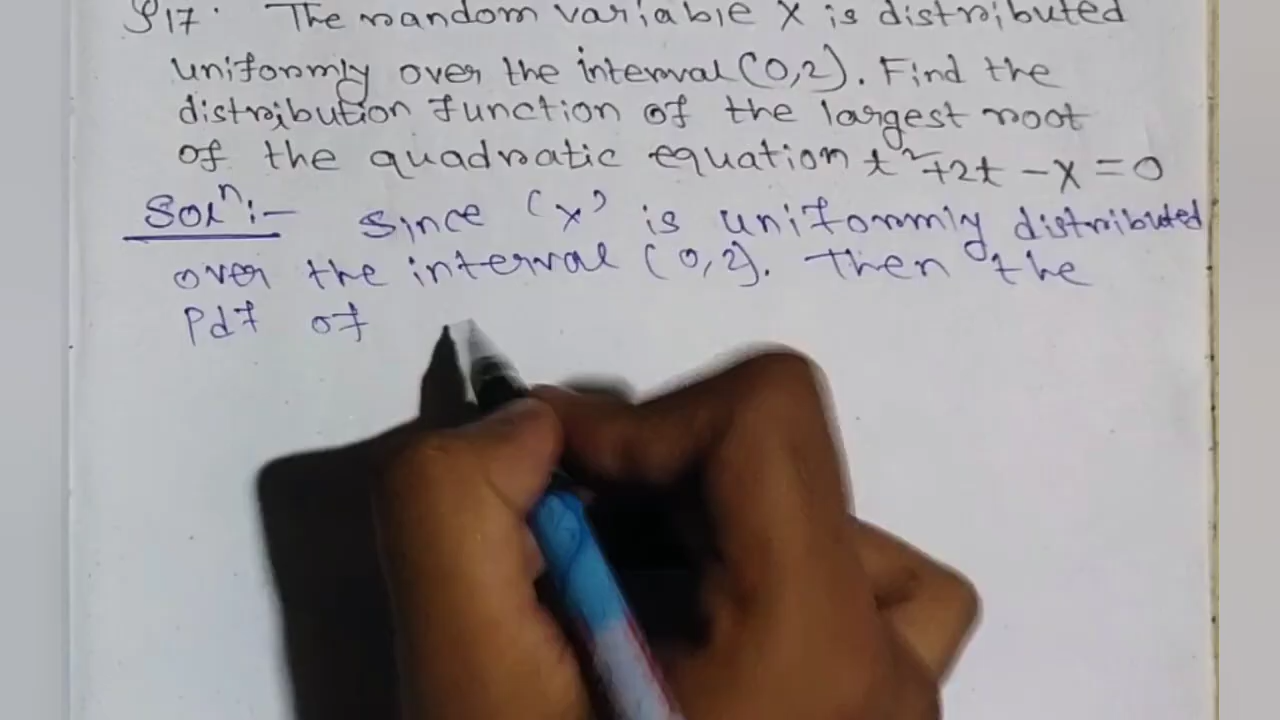 Q17. The random variable X is distributed
uniformly over the interval (0,2). Find the
distribution function of the largest root
of the quadratic equation t²+2t-X=0
Solⁿ:- Since 'X' is uniformly distributed
over the interval (0,2). Then the
Pdf of